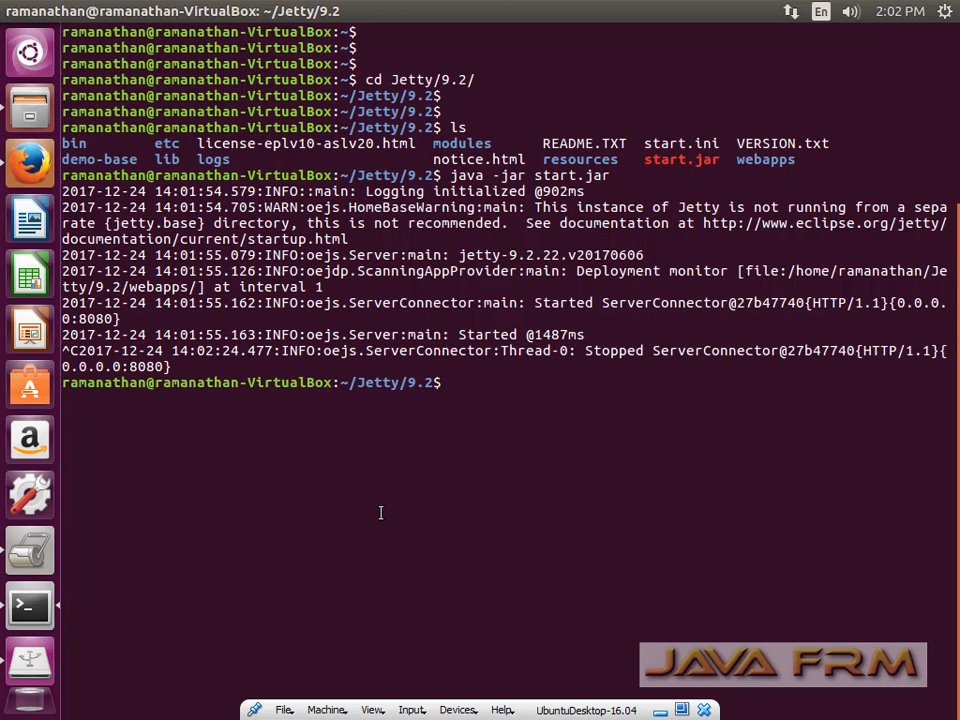 ramanathan@ramanathan-VirtualBox: ~/Jetty/9.2
En
2:02 PM
ramanathan@ramanathan-VirtualBox:~$
ramanathan@ramanathan-VirtualBox:~$
ramanathan@ramanathan-VirtualBox:~$
ramanathan@ramanathan-VirtualBox:~$ cd Jetty/9.2/
ramanathan@ramanathan-VirtualBox:~/Jetty/9.2$
ramanathan@ramanathan-VirtualBox:~/Jetty/9.2$
ramanathan@ramanathan-VirtualBox:~/Jetty/9.2$ ls
bin etc license-eplv10-aslv20.html modules README.TXT start.ini VERSION.txt
demo-base lib logs notice.html resources start.jar webapps
ramanathan@ramanathan-VirtualBox:~/Jetty/9.2$ java -jar start.jar
2017-12-24 14:01:54.579:INFO::main: Logging initialized @902ms
2017-12-24 14:01:54.705:WARN:oejs.HomeBaseWarning:main: This instance of Jetty is not running from a sepa
rate {jetty.base} directory, this is not recommended.  See documentation at http://www.eclipse.org/jetty/
documentation/current/startup.html
2017-12-24 14:01:55.079:INFO:oejs.Server:main: jetty-9.2.22.v20170606
2017-12-24 14:01:55.126:INFO:oejdp.ScanningAppProvider:main: Deployment monitor [file:/home/ramanathan/Je
tty/9.2/webapps/] at interval 1
2017-12-24 14:01:55.162:INFO:oejs.ServerConnector:main: Started ServerConnector@27b47740{HTTP/1.1}{0.0.0.
0:8080}
2017-12-24 14:01:55.163:INFO:oejs.Server:main: Started @1487ms
^C2017-12-24 14:02:24.477:INFO:oejs.ServerConnector:Thread-0: Stopped ServerConnector@27b47740{HTTP/1.1}{
0.0.0.0:8080}
ramanathan@ramanathan-VirtualBox:~/Jetty/9.2$
JAVA FRM
File Machine View Input Devices Help UbuntuDesktop-16.04